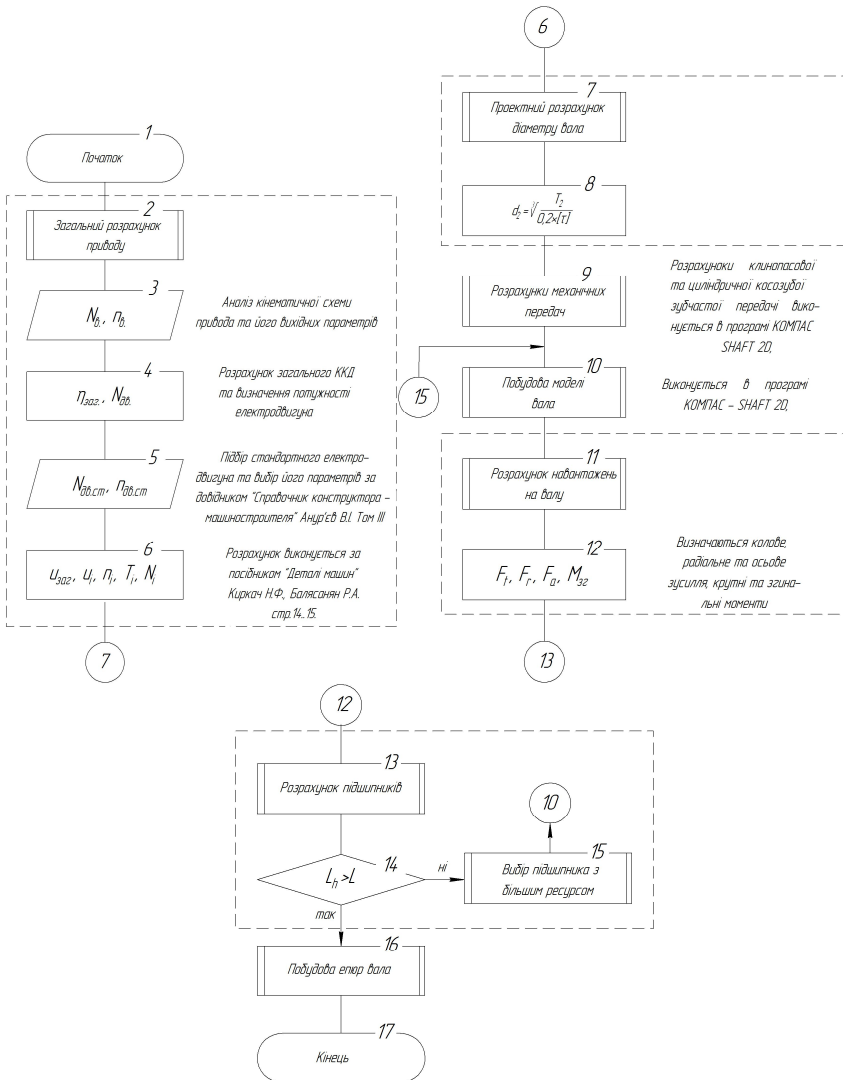 1
Початок
2
Загальний розрахунок
приводу
3
Nв., nв.
Аналіз кінематичної схеми
привода та його вихідних параметрів
4
ηзаг., Nдв.
Розрахунок загального ККД
та визначення потужності
електродвигуна
5
Nдв.ст, nдв.ст
Підбір стандартного електро-
двигуна та вибір його параметрів за
довідником "Справочник конструктора -
машиностроителя" Анур'єв В.І. Том III
6
uзаг, ui, ni, Ti, Ni
Розрахунок виконується за
посібником "Деталі машин"
Киркач Н.Ф., Балясанян Р.А.
стр.14..15.
7
6
7
Проектний розрахунок
діаметру вала
8
d2=∛T2/0,2×[τ]
9
Розрахунки механічних
передач
Розрахуноки клинопасової
та циліндричної косозубої
зубчастої передачі вико-
нується в програмі КОМПАС
SHAFT 2D,
15
10
Побудова моделі
вала
Виконується в програмі
КОМПАС - SHAFT 2D,
11
Розрахунок навантажень
на валу
12
Ft, Fr, Fa, Mзг
Визначаються колове,
радіальне та осьове
зусилля, крутні та згина-
льні моменти
13
12
13
Розрахунок підшипників
14
Lh>L
ні
так
10
15
Вибір підшипника з
більшим ресурсом
16
Побудова епюр вала
17
Кінець